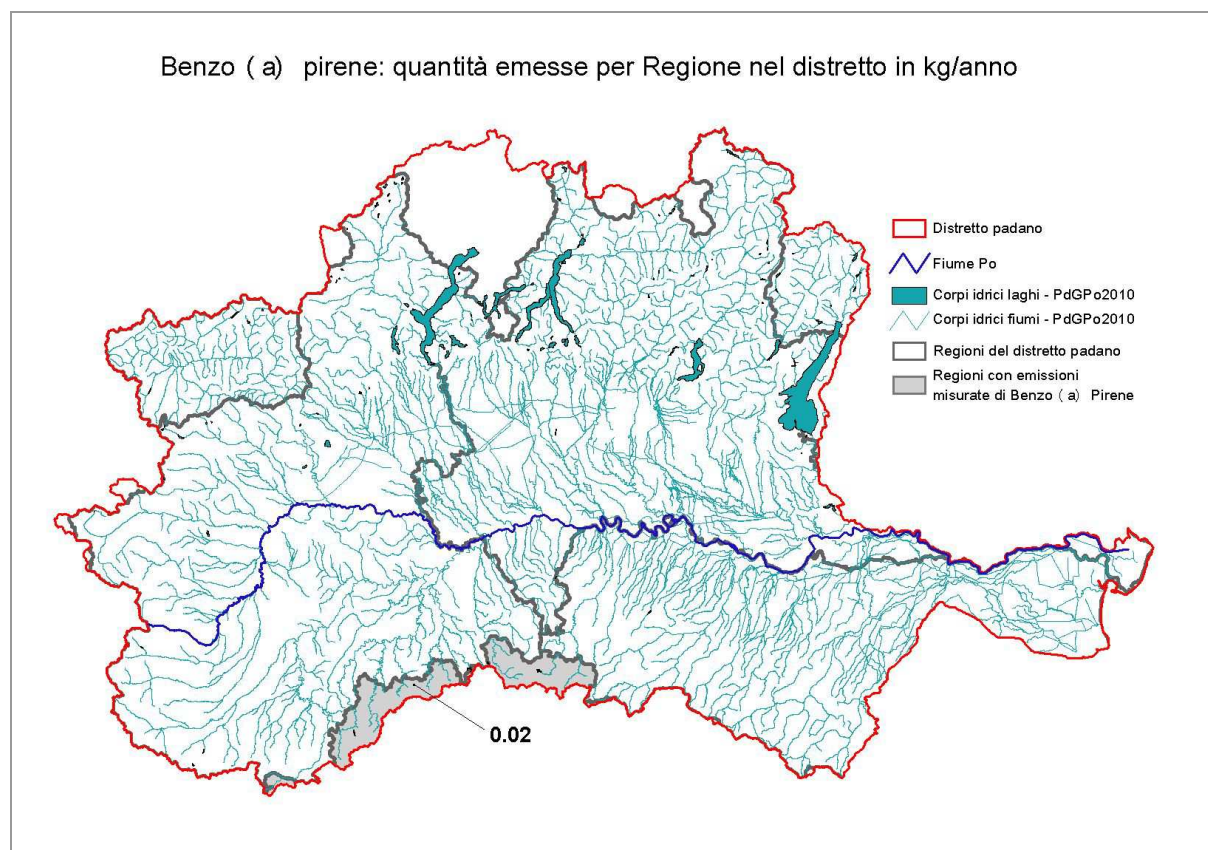 Benzo (a) pirene: quantità emesse per Regione nel distretto in kg/anno
Distretto padano
Fiume Po
Corpi idrici laghi - PdGPo2010
Corpi idrici fiumi - PdGPo2010
Regioni del distretto padano
Regioni con emissioni
misurate di Benzo (a) Pirene
0.02